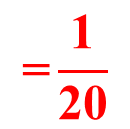 = 1/20